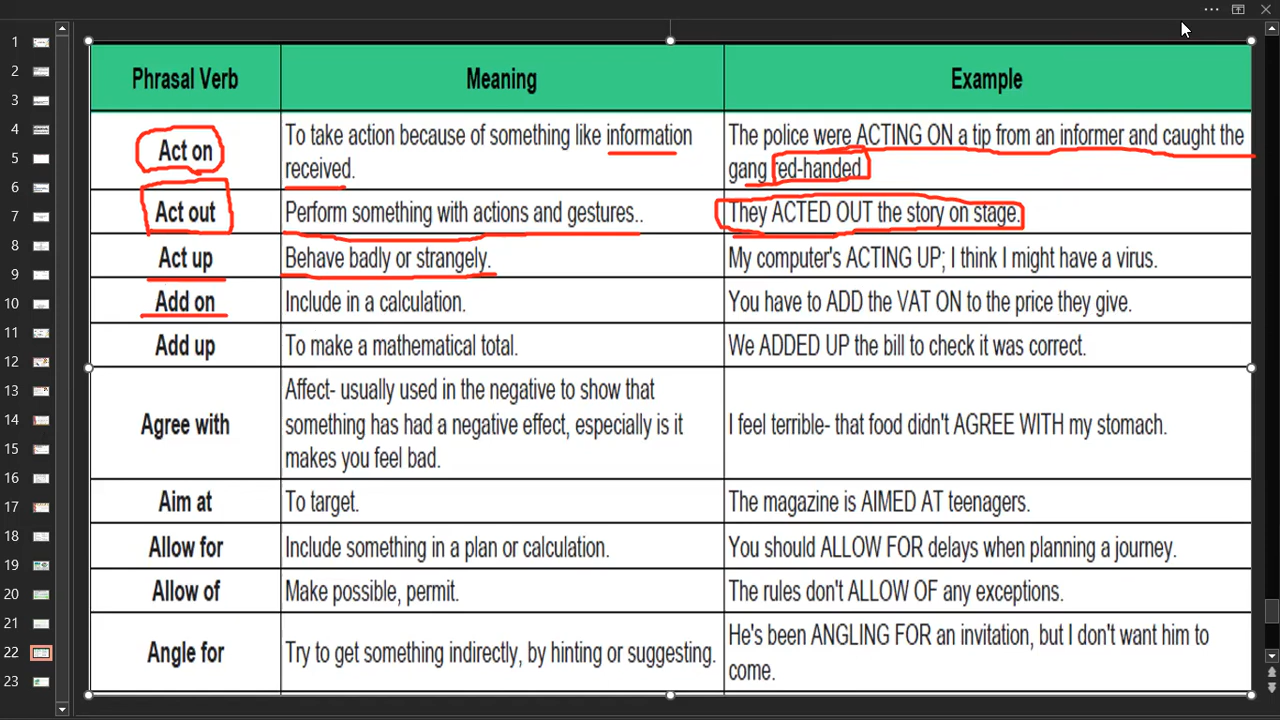 Phrasal Verb Meaning Example
Act on
To take action because of something like information
received.
The police were ACTING ON a tip from an informer and caught the
gang red-handed
Act out
Perform something with actions and gestures..
They ACTED OUT the story on stage.
Act up
Behave badly or strangely.
My computer's ACTING UP; I think I might have a virus.
Add on
Include in a calculation.
You have to ADD the VAT ON to the price they give.
Add up
To make a mathematical total.
We ADDED UP the bill to check it was correct.
Agree with
Affect- usually used in the negative to show that
something has had a negative effect, especially is it
makes you feel bad.
I feel terrible- that food didn't AGREE WITH my stomach.
Aim at
To target.
The magazine is AIMED AT teenagers.
Allow for
Include something in a plan or calculation.
You should ALLOW FOR delays when planning a journey.
Allow of
Make possible, permit.
The rules don't ALLOW OF any exceptions.
Angle for
Try to get something indirectly, by hinting or suggesting.
He's been ANGLING FOR an invitation, but I don't want him to
come.
1
2
3
4
5
6
7
8
9
10
11
12
13
14
15
16
17
18
19
20
21
22
23